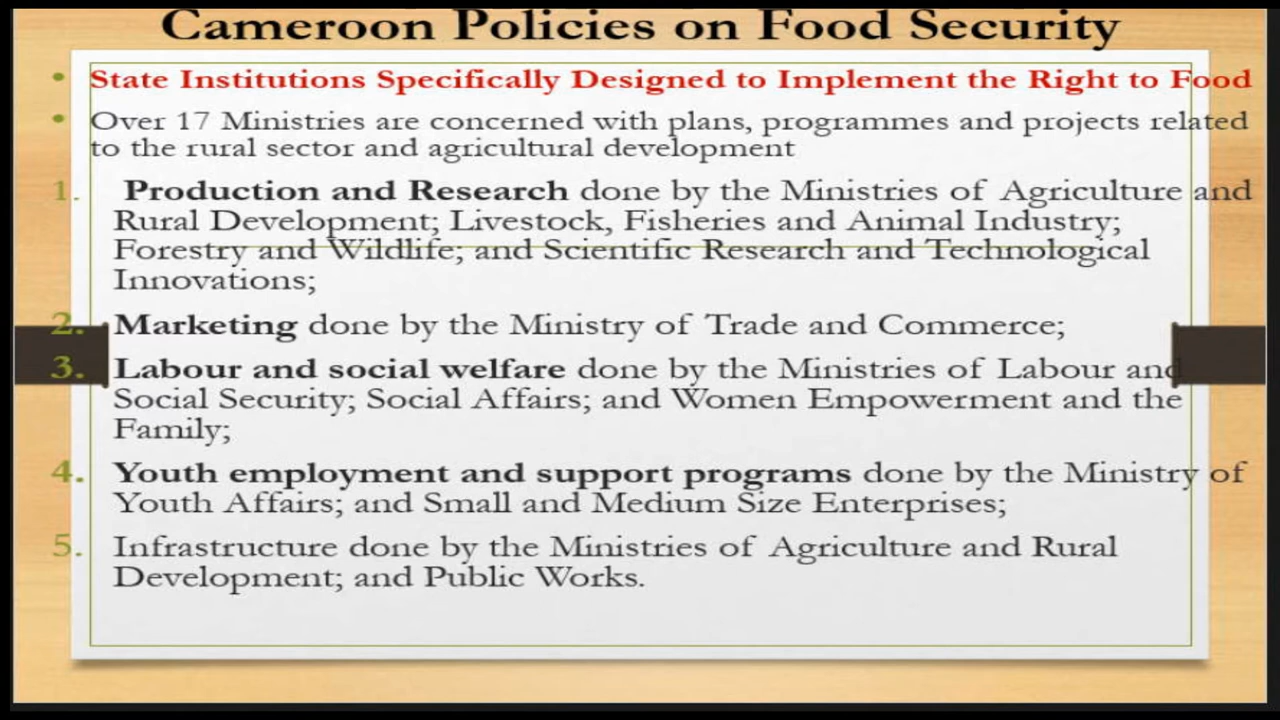 Cameroon Policies on Food Security
• State Institutions Specifically Designed to Implement the Right to Food
• Over 17 Ministries are concerned with plans, programmes and projects related
to the rural sector and agricultural development
1. Production and Research done by the Ministries of Agriculture and
Rural Development; Livestock, Fisheries and Animal Industry;
Forestry and Wildlife; and Scientific Research and Technological
Innovations;
2. Marketing done by the Ministry of Trade and Commerce;
3. Labour and social welfare done by the Ministries of Labour and
Social Security; Social Affairs; and Women Empowerment and the
Family;
4. Youth employment and support programs done by the Ministry of
Youth Affairs; and Small and Medium Size Enterprises;
5. Infrastructure done by the Ministries of Agriculture and Rural
Development; and Public Works.